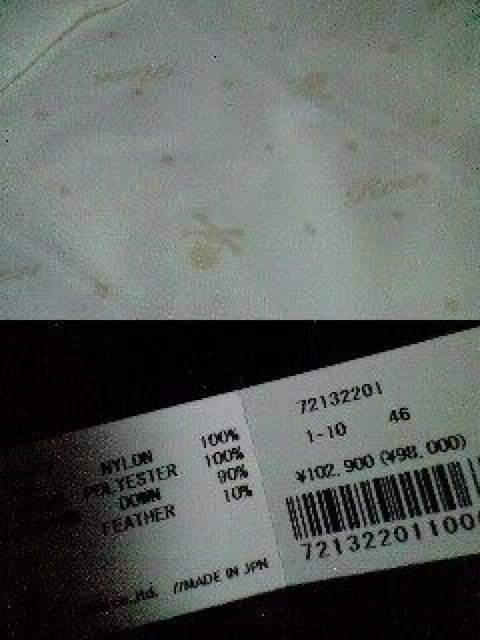 NYLON 100%
POLYESTER 100%
DOWN 90%
FEATHER 10%
//MADE IN JPN
72132201
1-10 46
¥102.900 (¥98.000)
72132201100